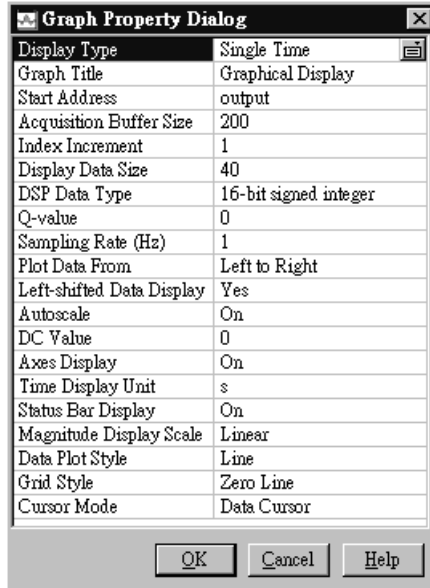 Graph Property Dialog
Display Type Single Time
Graph Title Graphical Display
Start Address output
Acquisition Buffer Size 200
Index Increment 1
Display Data Size 40
DSP Data Type 16-bit signed integer
Q-value 0
Sampling Rate (Hz) 1
Plot Data From Left to Right
Left-shifted Data Display Yes
Autoscale On
DC Value 0
Axes Display On
Time Display Unit s
Status Bar Display On
Magnitude Display Scale Linear
Data Plot Style Line
Grid Style Zero Line
Cursor Mode Data Cursor
OK Cancel Help